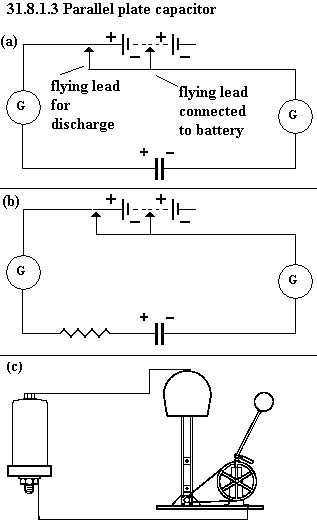 31.8.1.3 Parallel plate capacitor
(a)
+ − + −
flying lead
for
discharge
flying lead
connected
to battery
G
G
+ −
(b)
+ − + −
G
G
+ −
(c)